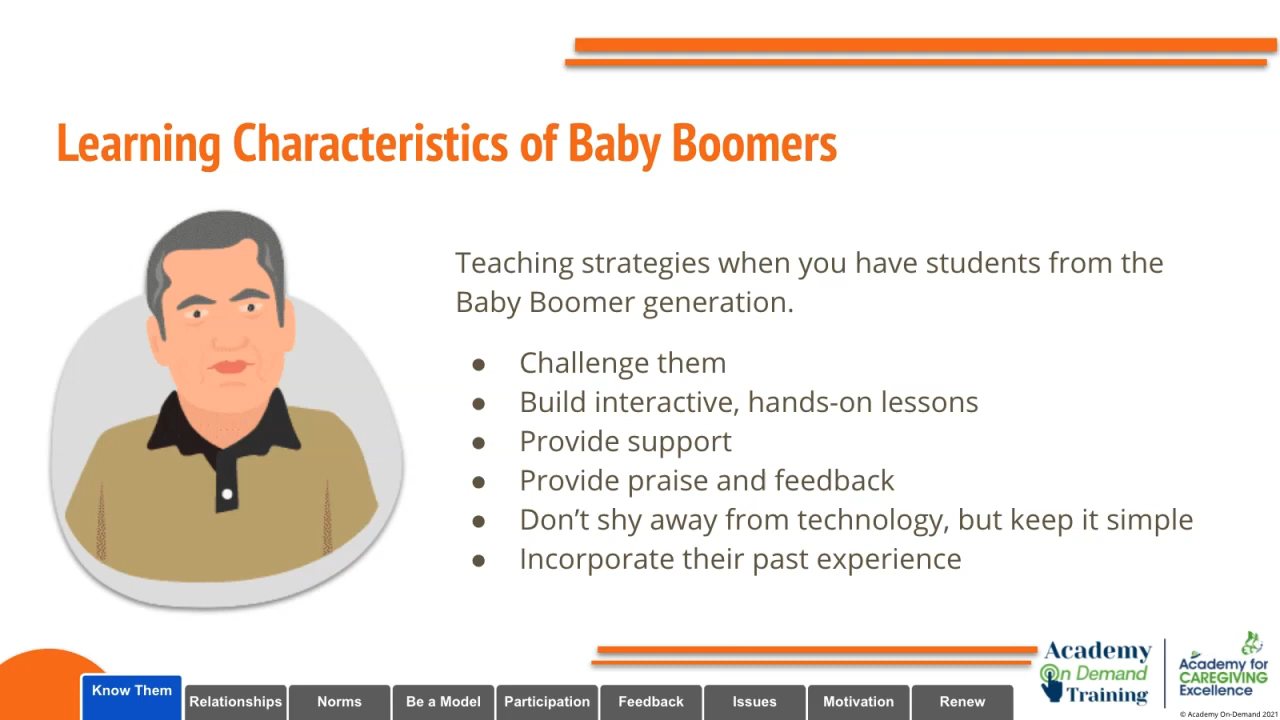 Learning Characteristics of Baby Boomers
Teaching strategies when you have students from the
Baby Boomer generation.
● Challenge them
● Build interactive, hands-on lessons
● Provide support
● Provide praise and feedback
● Don’t shy away from technology, but keep it simple
● Incorporate their past experience
Know Them
Relationships
Norms
Be a Model
Participation
Feedback
Issues
Motivation
Renew
Academy
On Demand
Training
Academy for
CAREGIVING
Excellence
© Academy On-Demand 2021